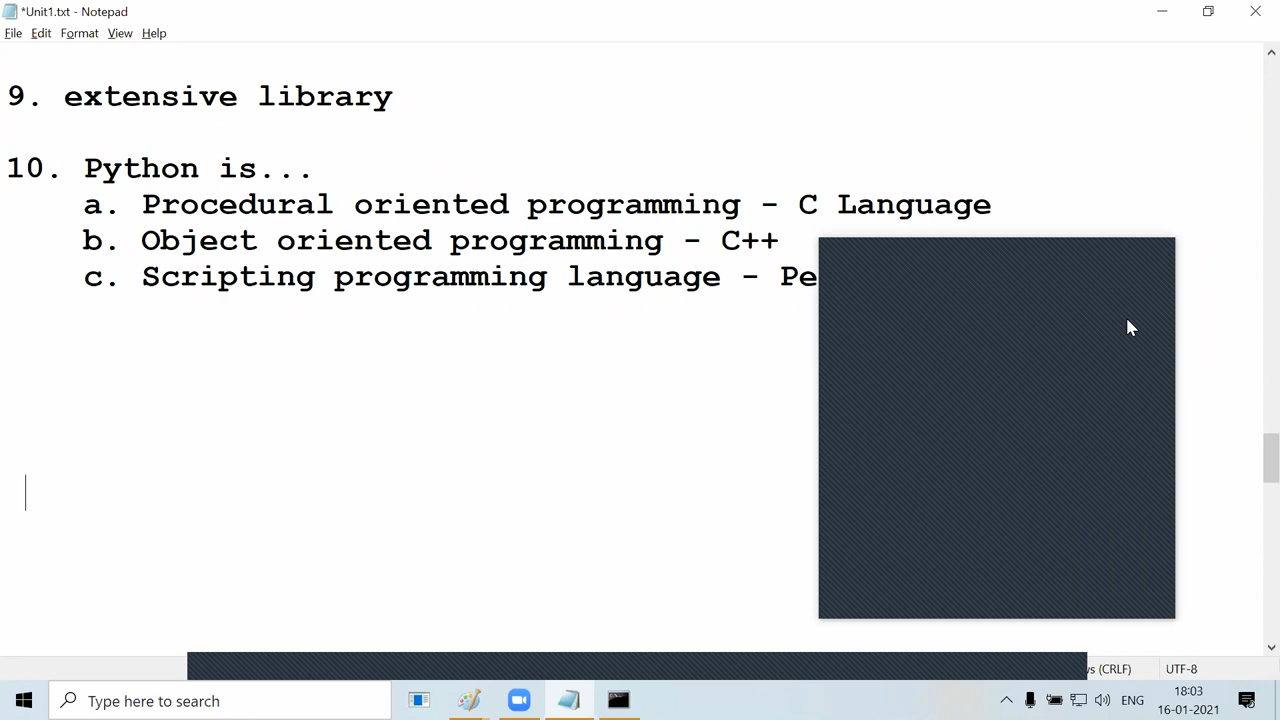 *Unit1.txt - Notepad
File Edit Format View Help
9. extensive library
10. Python is...
a. Procedural oriented programming - C Language
b. Object oriented programming - C++
c. Scripting programming language - Pe
(CRLF) UTF-8
Type here to search
ENG
18:03
16-01-2021